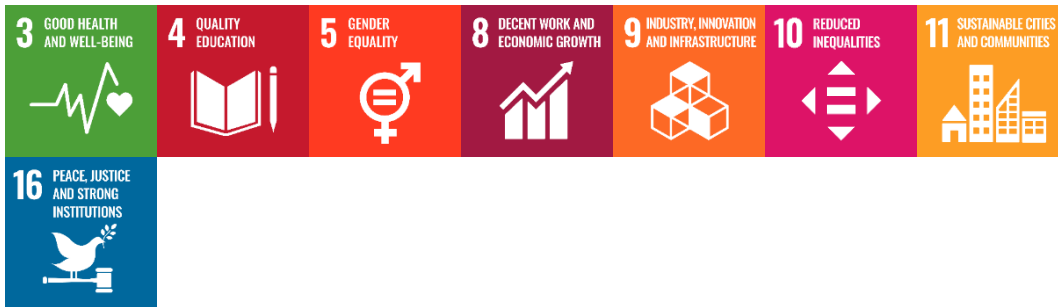 3 GOOD HEALTH
AND WELL-BEING
4 QUALITY
EDUCATION
5 GENDER
EQUALITY
8 DECENT WORK AND
ECONOMIC GROWTH
9 INDUSTRY, INNOVATION
AND INFRASTRUCTURE
10 REDUCED
INEQUALITIES
11 SUSTAINABLE CITIES
AND COMMUNITIES
16 PEACE, JUSTICE
AND STRONG
INSTITUTIONS